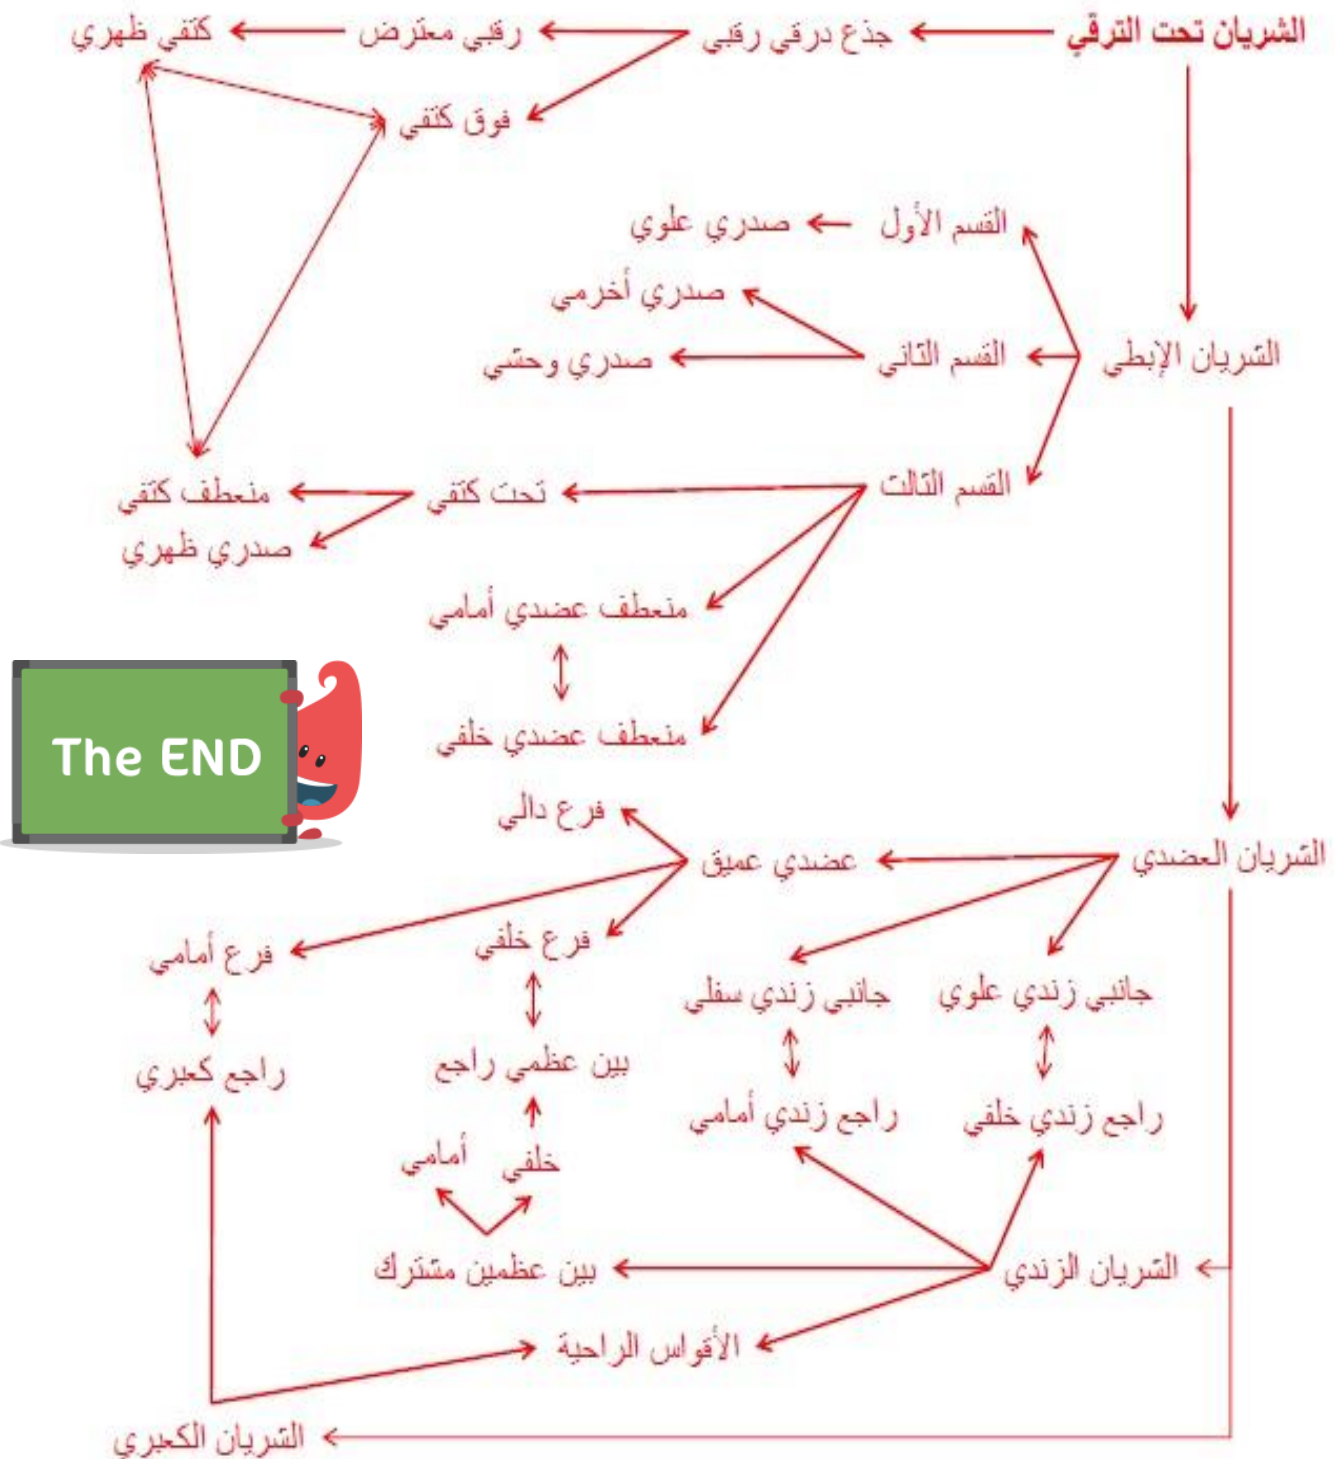 الشريان تحت الترقي
جذع درقي رقبي
رقبي معترض
كتفي ظهري
فوق كتفي
القسم الأول
صدري علوي
صدري أخرمي
الشريان الإبطي
القسم الثاني
صدري وحشي
القسم الثالث
تحت كتفي
منعطف كتفي
صدري ظهري
منعطف عضدي أمامي
منعطف عضدي خلفي
The END
فرع دالي
الشريان العضدي
عضدي عميق
فرع خلفي
فرع أمامي
جانبي زندي علوي
جانبي زندي سفلي
بين عظمي راجع
راجع كعبري
راجع زندي خلفي
راجع زندي أمامي
خلفي
أمامي
الشريان الزندي
بين عظمين مشترك
الأقواس الراحية
الشريان الكعبري